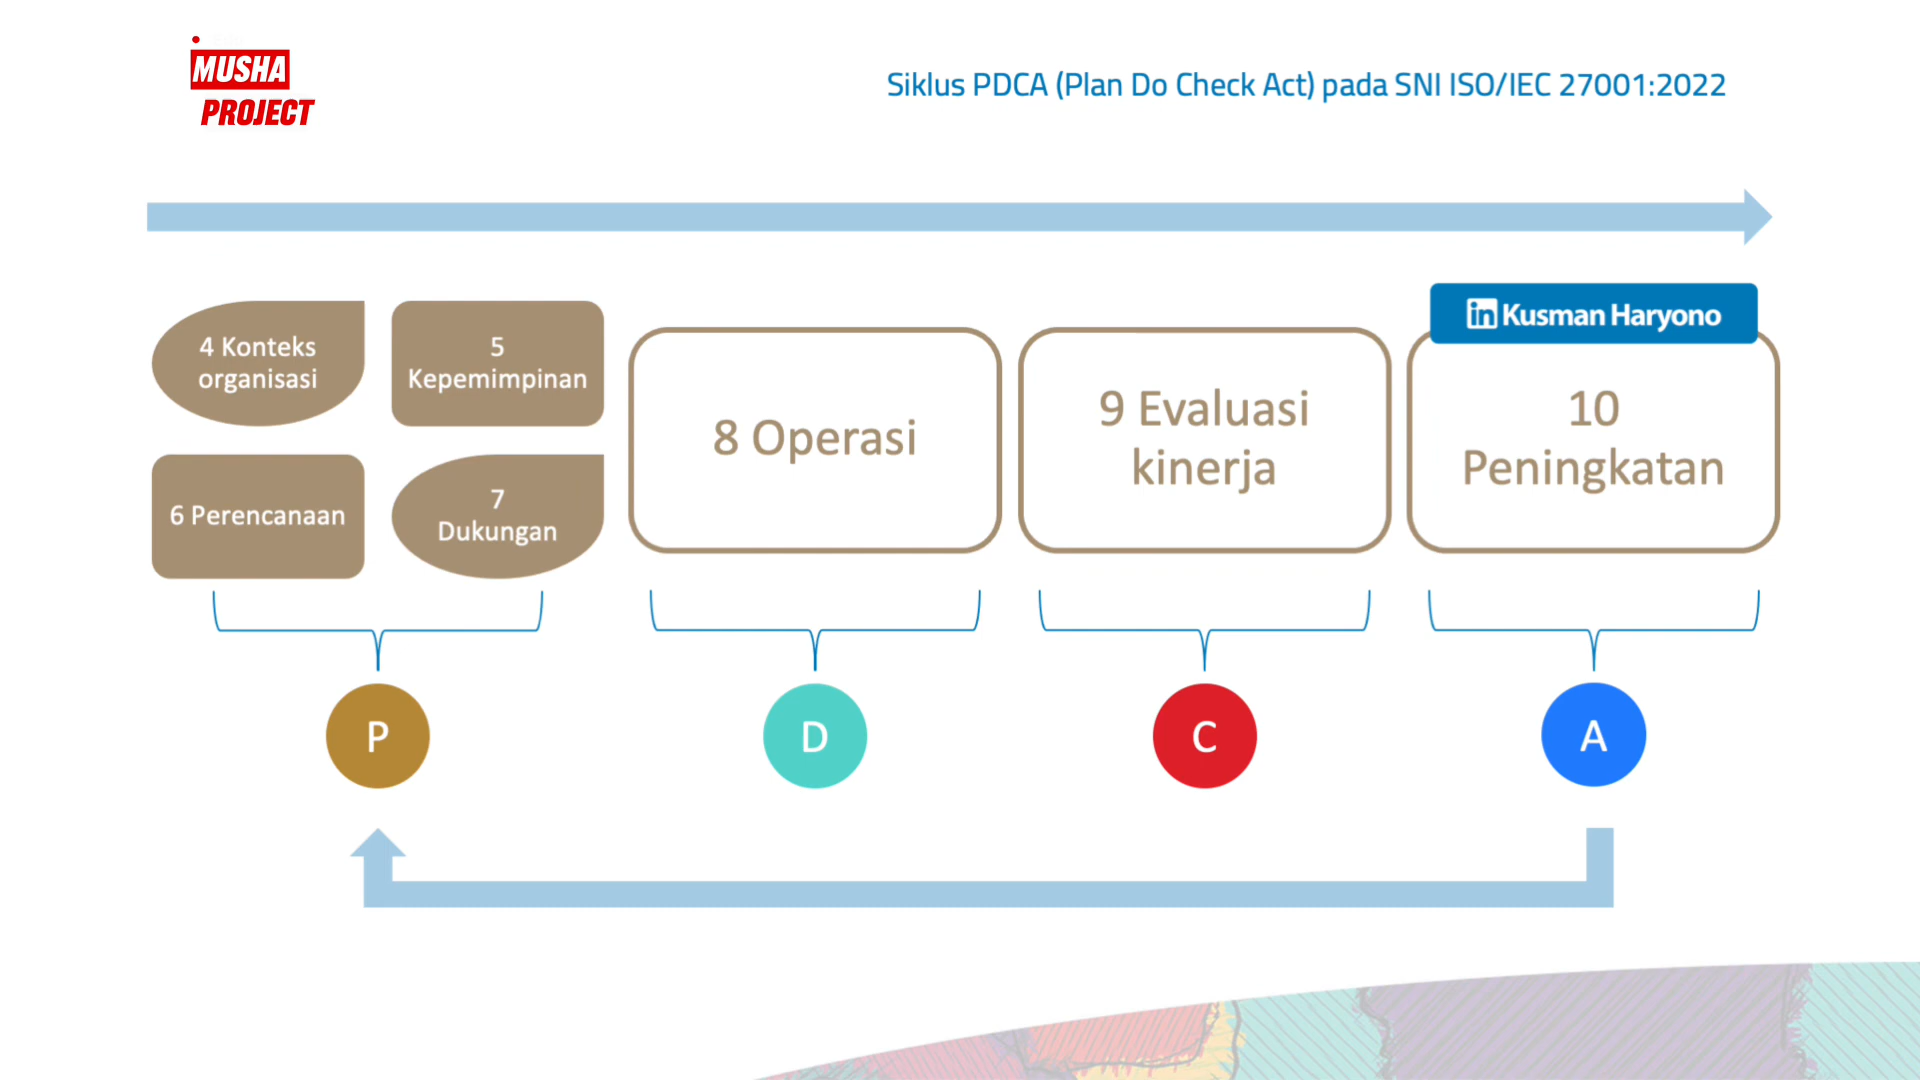 MUSHA
PROJECT
Siklus PDCA (Plan Do Check Act) pada SNI ISO/IEC 27001:2022
4 Konteks
organisasi
5
Kepemimpinan
6 Perencanaan
7
Dukungan
8 Operasi
9 Evaluasi
kinerja
in Kusman Haryono
10
Peningkatan
P
D
C
A